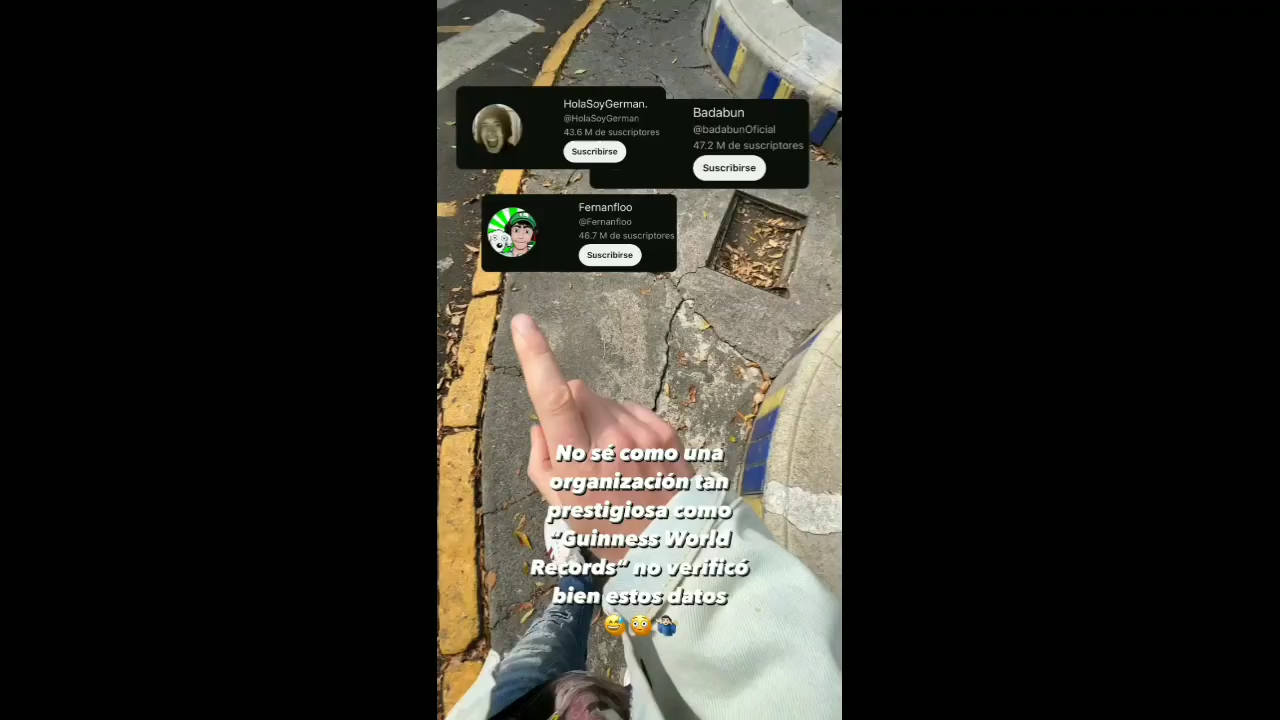 HolaSoyGerman.
@HolaSoyGerman
43.6 M de suscriptores
Suscribirse
Badabun
@badabunOficial
47.2 M de suscriptores
Suscribirse
Fernanfloo
@Fernanfloo
46.7 M de suscriptores
Suscribirse
No sé como una
organización tan
prestigiosa como
“Guinness World
Records” no verificó
bien estos datos
😅😳🤷🏻‍♂️